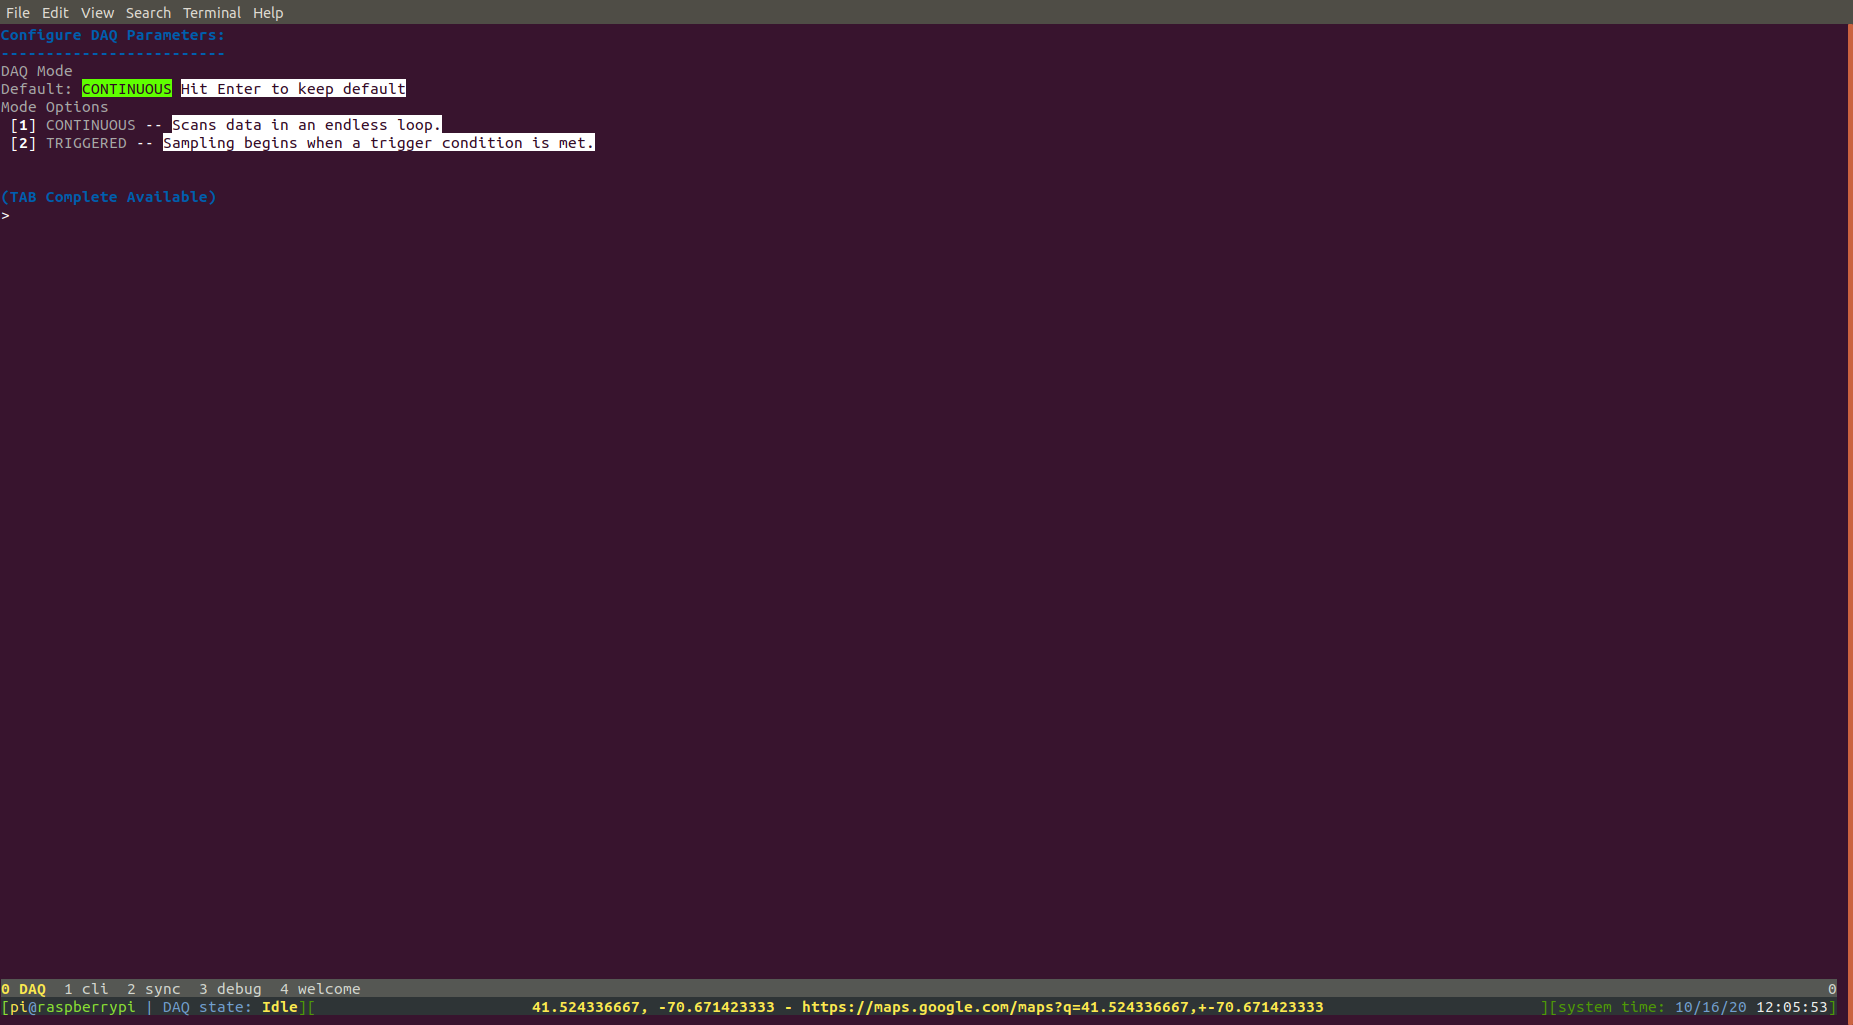 File Edit View Search Terminal Help
Configure DAQ Parameters:
-------------------------
DAQ Mode
Default: CONTINUOUS Hit Enter to keep default
Mode Options
[1] CONTINUOUS -- Scans data in an endless loop.
[2] TRIGGERED -- Sampling begins when a trigger condition is met.
(TAB Complete Available)
>
0 DAQ 1 cli 2 sync 3 debug 4 welcome 0
[pi@raspberrypi | DAQ state: Idle][ 41.524336667, -70.671423333 - https://maps.google.com/maps?q=41.524336667,+-70.671423333 ][system time: 10/16/20 12:05:53]